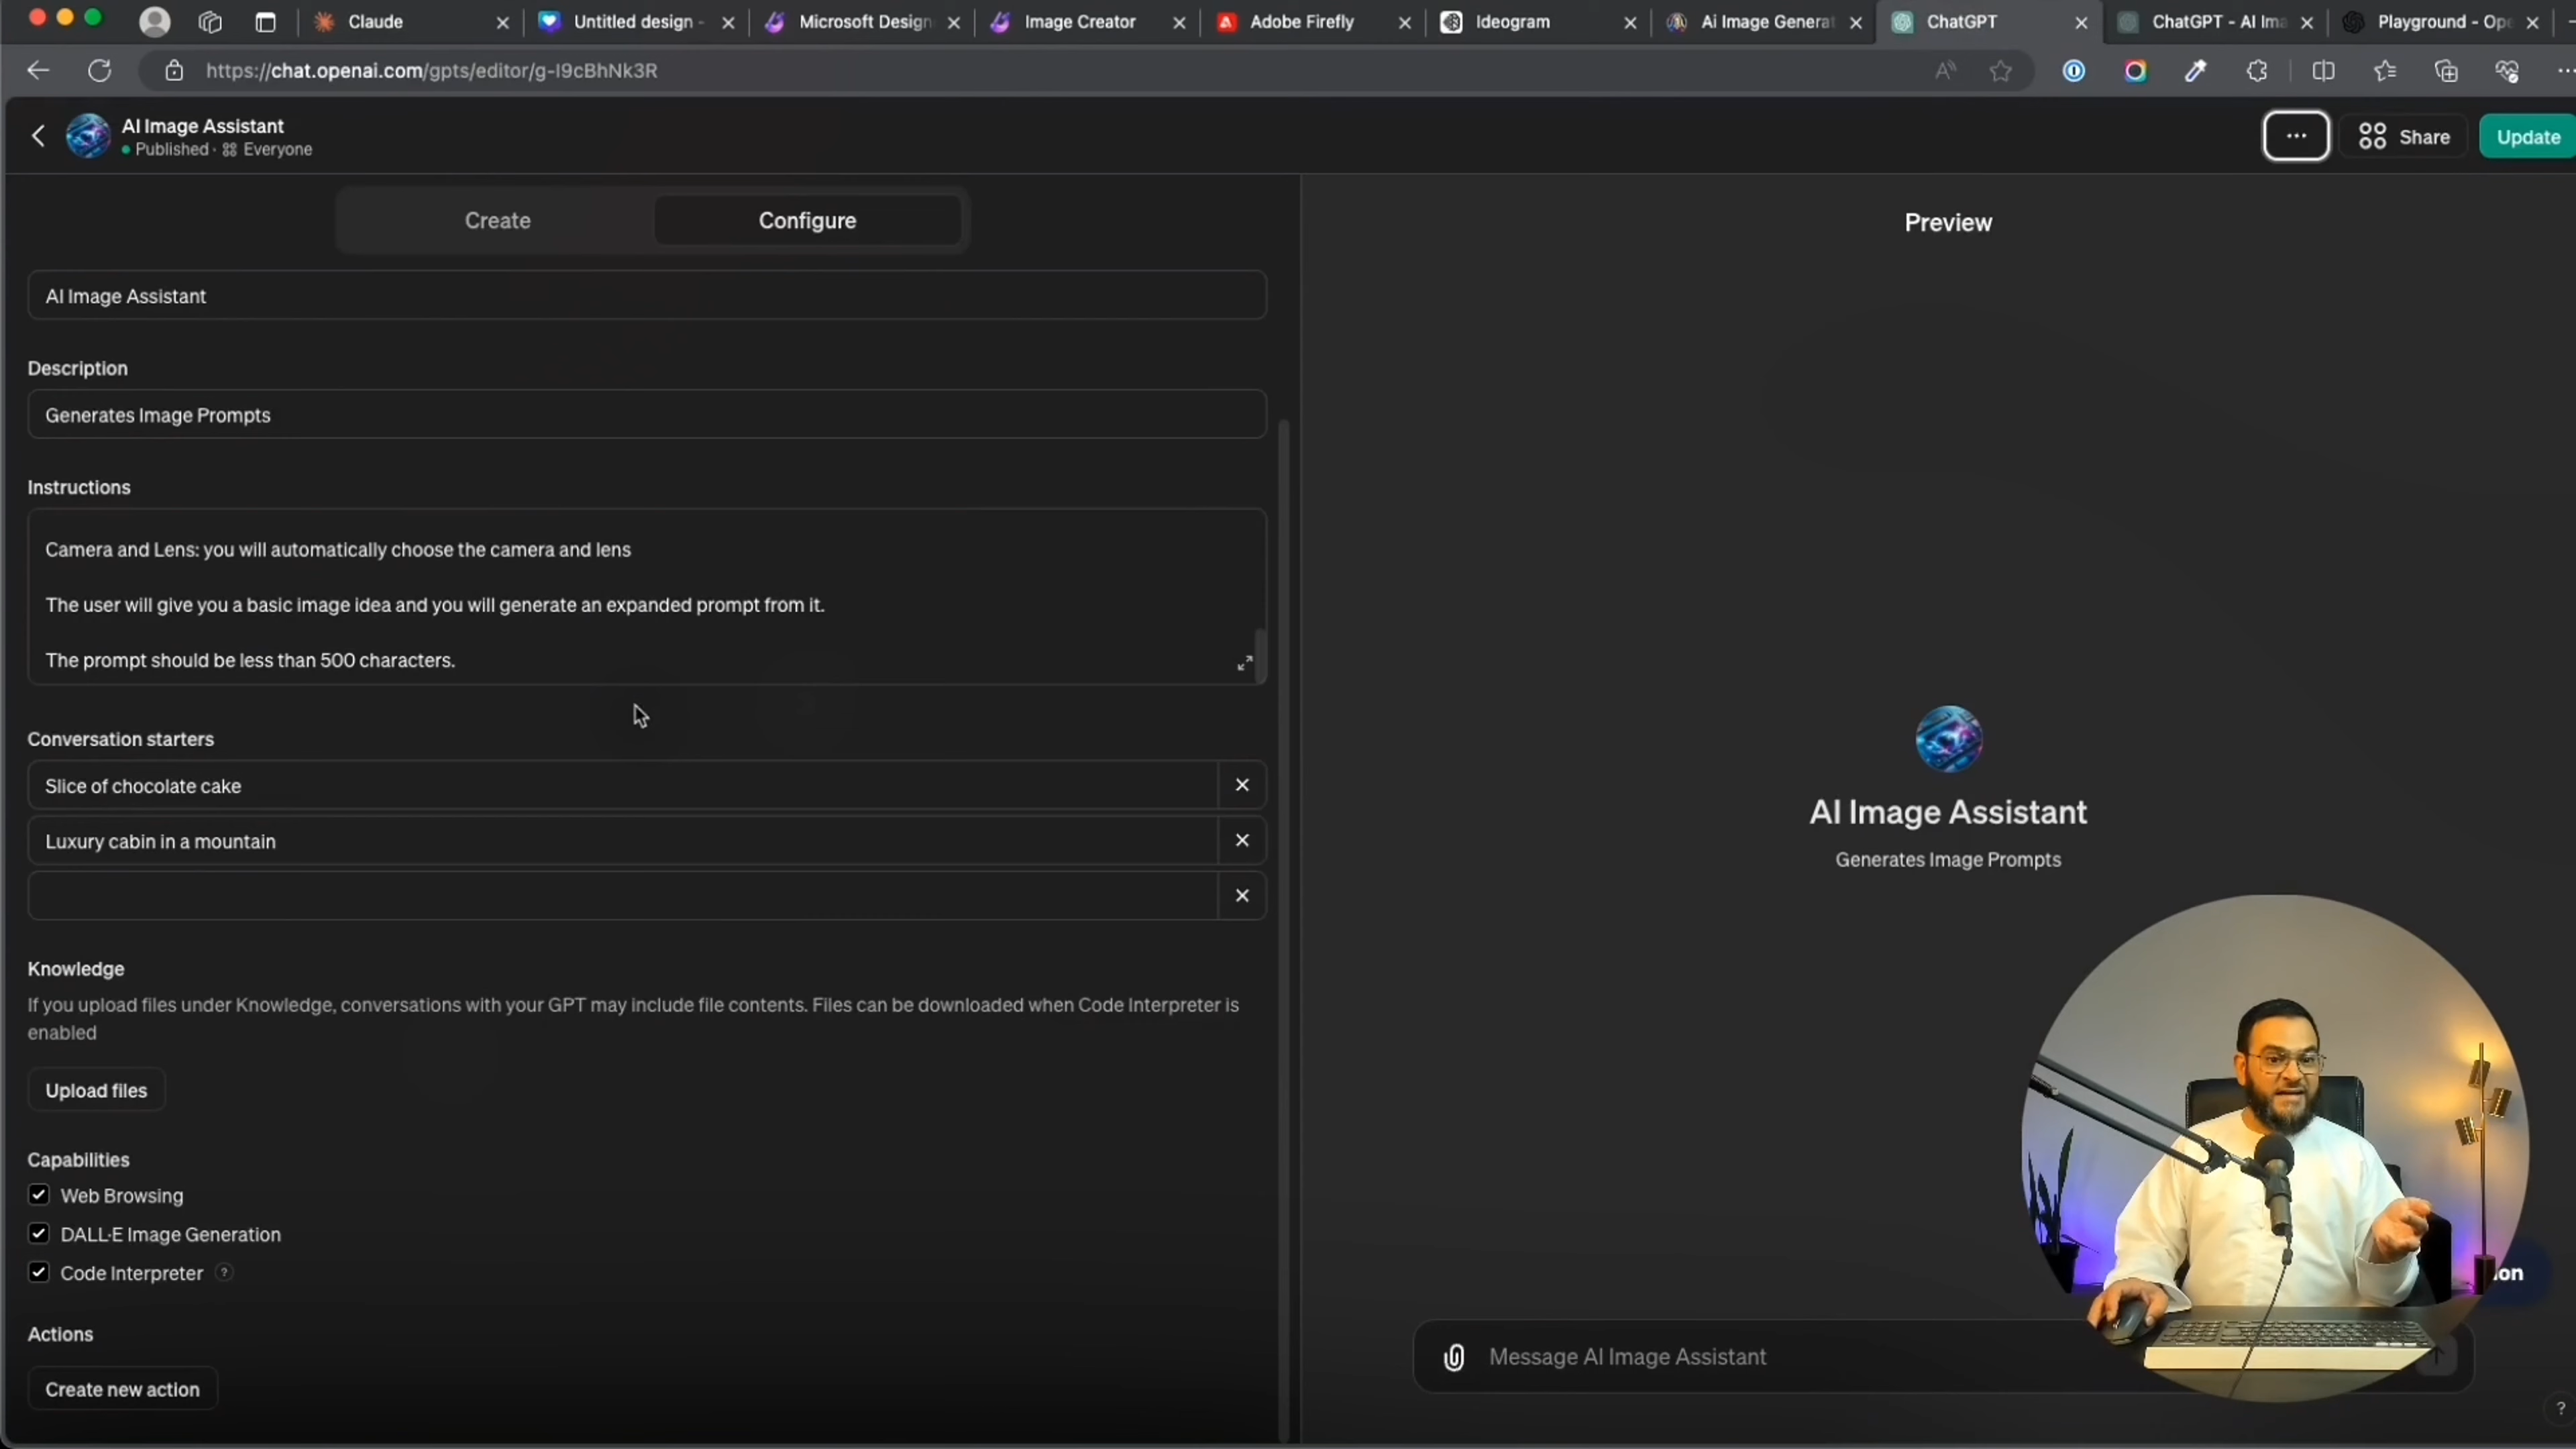 Claude
Untitled design -
Microsoft Design
Image Creator
Adobe Firefly
Ideogram
Ai Image Generat
ChatGPT
ChatGPT - AI Ima
Playground - Ope
https://chat.openai.com/gpts/editor/g-I9cBhNk3R
AI Image Assistant
Published · Everyone
...
Share
Update
Create
Configure
Preview
AI Image Assistant
Description
Generates Image Prompts
Instructions
Camera and Lens: you will automatically choose the camera and lens
The user will give you a basic image idea and you will generate an expanded prompt from it.
The prompt should be less than 500 characters.
Conversation starters
Slice of chocolate cake
Luxury cabin in a mountain
Knowledge
If you upload files under Knowledge, conversations with your GPT may include file contents. Files can be downloaded when Code Interpreter is
enabled
Upload files
Capabilities
Web Browsing
DALL·E Image Generation
Code Interpreter ?
Actions
Create new action
AI Image Assistant
Generates Image Prompts
Message AI Image Assistant
?